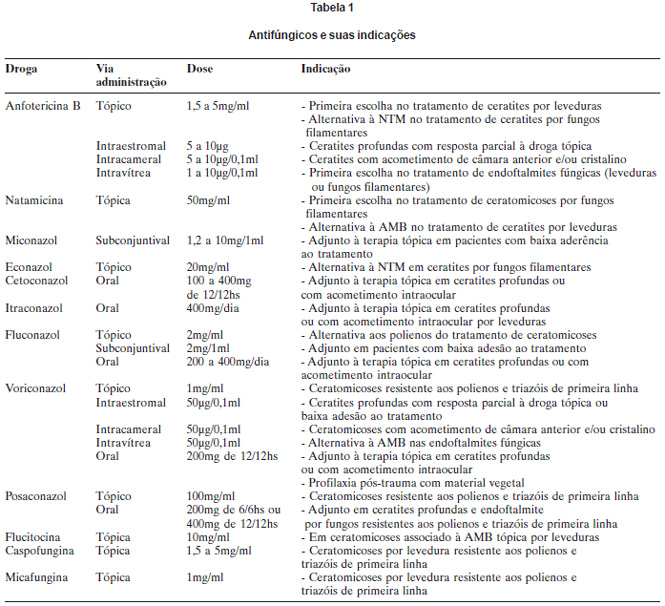 Tabela 1
Antifúngicos e suas indicações
Droga Via administração Dose Indicação
Anfotericina B Tópico 1,5 a 5mg/ml - Primeira escolha no tratamento de ceratites por leveduras
- Alternativa à NTM no tratamento de ceratites por fungos
filamentares
Intraestromal 5 a 10µg - Ceratites profundas com resposta parcial à droga tópica
Intracameral 5 a 10µg/0,1ml - Ceratites com acometimento de câmara anterior e/ou cristalino
Intravítrea 1 a 10µg/0,1ml - Primeira escolha no tratamento de endoftalmites fúngicas (leveduras
ou fungos filamentares)
Natamicina Tópica 50mg/ml - Primeira escolha no tratamento de ceratomicoses por fungos
filamentares
- Alternativa à AMB no tratamento de ceratites por leveduras
Miconazol Subconjuntival 1,2 a 10mg/1ml - Adjunto à terapia tópica em pacientes com baixa aderência
ao tratamento
Econazol Tópico 20mg/ml - Alternativa à NTM em ceratites por fungos filamentares
Cetoconazol Oral 100 a 400mg - Adjunto à terapia tópica em ceratites profundas ou
de 12/12hs com acometimento intraocular
Itraconazol Oral 400mg/dia - Adjunto à terapia tópica em ceratites profundas
ou com acometimento intraocular por leveduras
Fluconazol Tópico 2mg/ml - Alternativa aos polienos do tratamento de ceratomicoses
Subconjuntival 2mg/1ml - Adjunto em pacientes com baixa adesão ao tratamento
Oral 200 a 400mg/dia - Adjunto à terapia tópica em ceratites profundas ou com
acometimento intraocular
Voriconazol Tópico 1mg/ml - Ceratomicoses resistente aos polienos e triazóis de primeira linha
Intraestromal 50µg/0,1ml - Ceratites profundas com resposta parcial à droga tópica ou
baixa adesão ao tratamento
Intracameral 50µg/0,1ml - Ceratomicoses com acometimento de câmara anterior e/ou cristalino
Intravítrea 50µg/0,1ml - Alternativa à AMB nas endoftalmites fúngicas
Oral 200mg de 12/12hs - Adjunto à terapia tópica em ceratites profundas
ou com acometimento intraocular
- Profilaxia pós-trauma com material vegetal
Posaconazol Tópico 100mg/ml - Ceratomicoses resistente aos polienos e triazóis de primeira linha
Oral 200mg de 6/6hs ou - Adjunto em ceratites profundas e endoftalmite
400mg de 12/12hs por fungos resistentes aos polienos e triazóis de primeira linha
Flucitocina Tópica 10mg/ml - Em ceratomicoses associado à AMB tópica por leveduras
Caspofungina Tópica 1,5 a 5mg/ml - Ceratomicoses por levedura resistente aos polienos e
triazóis de primeira linha
Micafungina Tópica 1mg/ml - Ceratomicoses por levedura resistente aos polienos e
triazóis de primeira linha